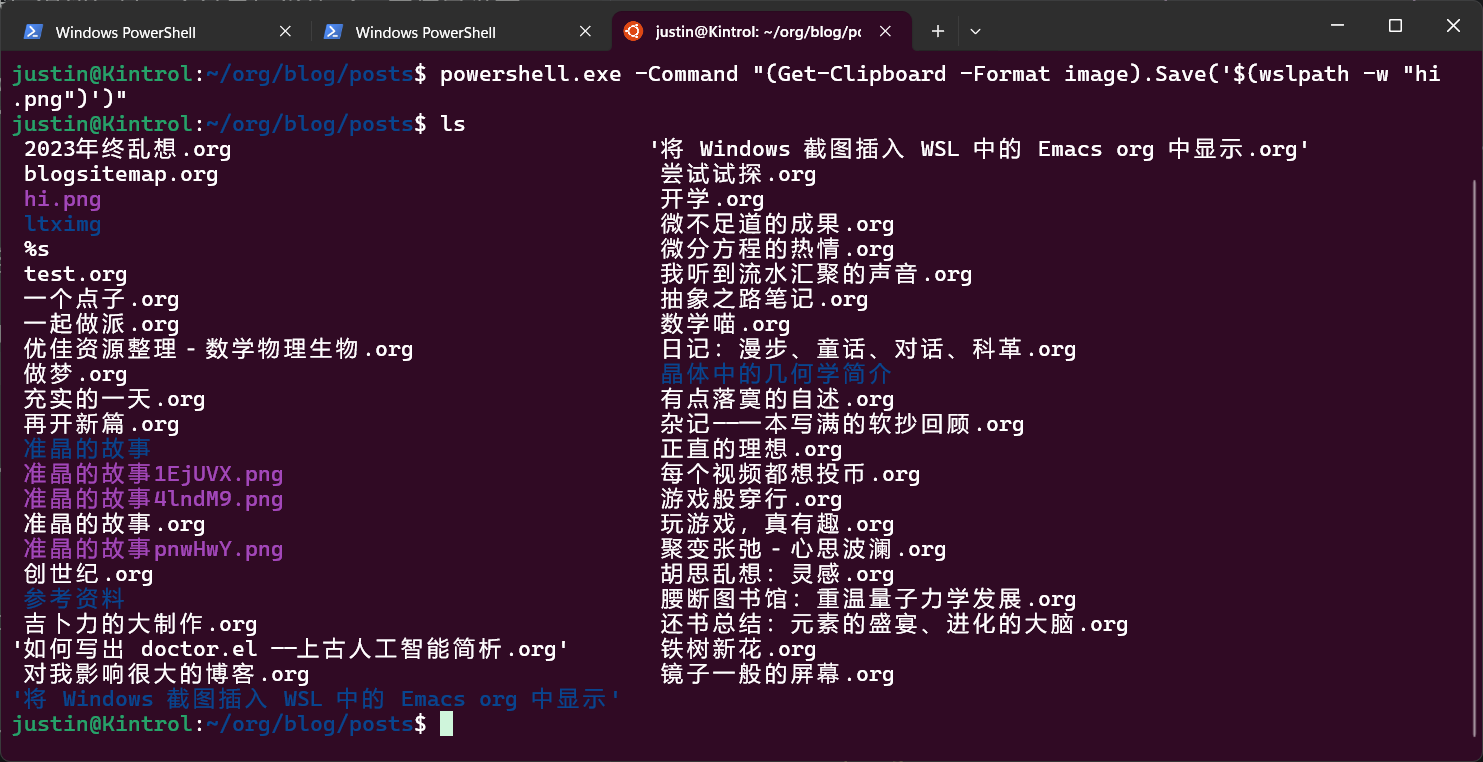 Windows PowerShell
Windows PowerShell
justin@Kintrol: ~/org/blog/po
justin@Kintrol:~/org/blog/posts$ powershell.exe -Command "(Get-Clipboard -Format image).Save('$(wslpath -w "hi
.png")')"
justin@Kintrol:~/org/blog/posts$ ls
2023年终乱想.org '将 Windows 截图插入 WSL 中的 Emacs org 中显示.org'
blogsitemap.org 尝试试探.org
hi.png 开学.org
ltximg 微不足道的成果.org
%s 微分方程的热情.org
test.org 我听到流水汇聚的声音.org
一个点子.org 抽象之路笔记.org
一起做派.org 数学喵.org
优佳资源整理 - 数学物理生物.org 日记：漫步、童话、对话、科革.org
做梦.org 晶体中的几何学简介
充实的一天.org 有点落寞的自述.org
再开新篇.org 杂记——一本写满的软抄回顾.org
准晶的故事 正直的理想.org
准晶的故事1EjUVX.png 每个视频都想投币.org
准晶的故事4lndM9.png 游戏般穿行.org
准晶的故事.org 玩游戏，真有趣.org
准晶的故事pnwHwY.png 聚变张弛 - 心思波澜.org
创世纪.org 胡思乱想：灵感.org
参考资料 腰断图书馆：重温量子力学发展.org
吉卜力的大制作.org 还书总结：元素的盛宴、进化的大脑.org
'如何写出 doctor.el ——上古人工智能简析.org' 铁树新花.org
对我影响很大的博客.org 镜子一般的屏幕.org
'将 Windows 截图插入 WSL 中的 Emacs org 中显示'
justin@Kintrol:~/org/blog/posts$